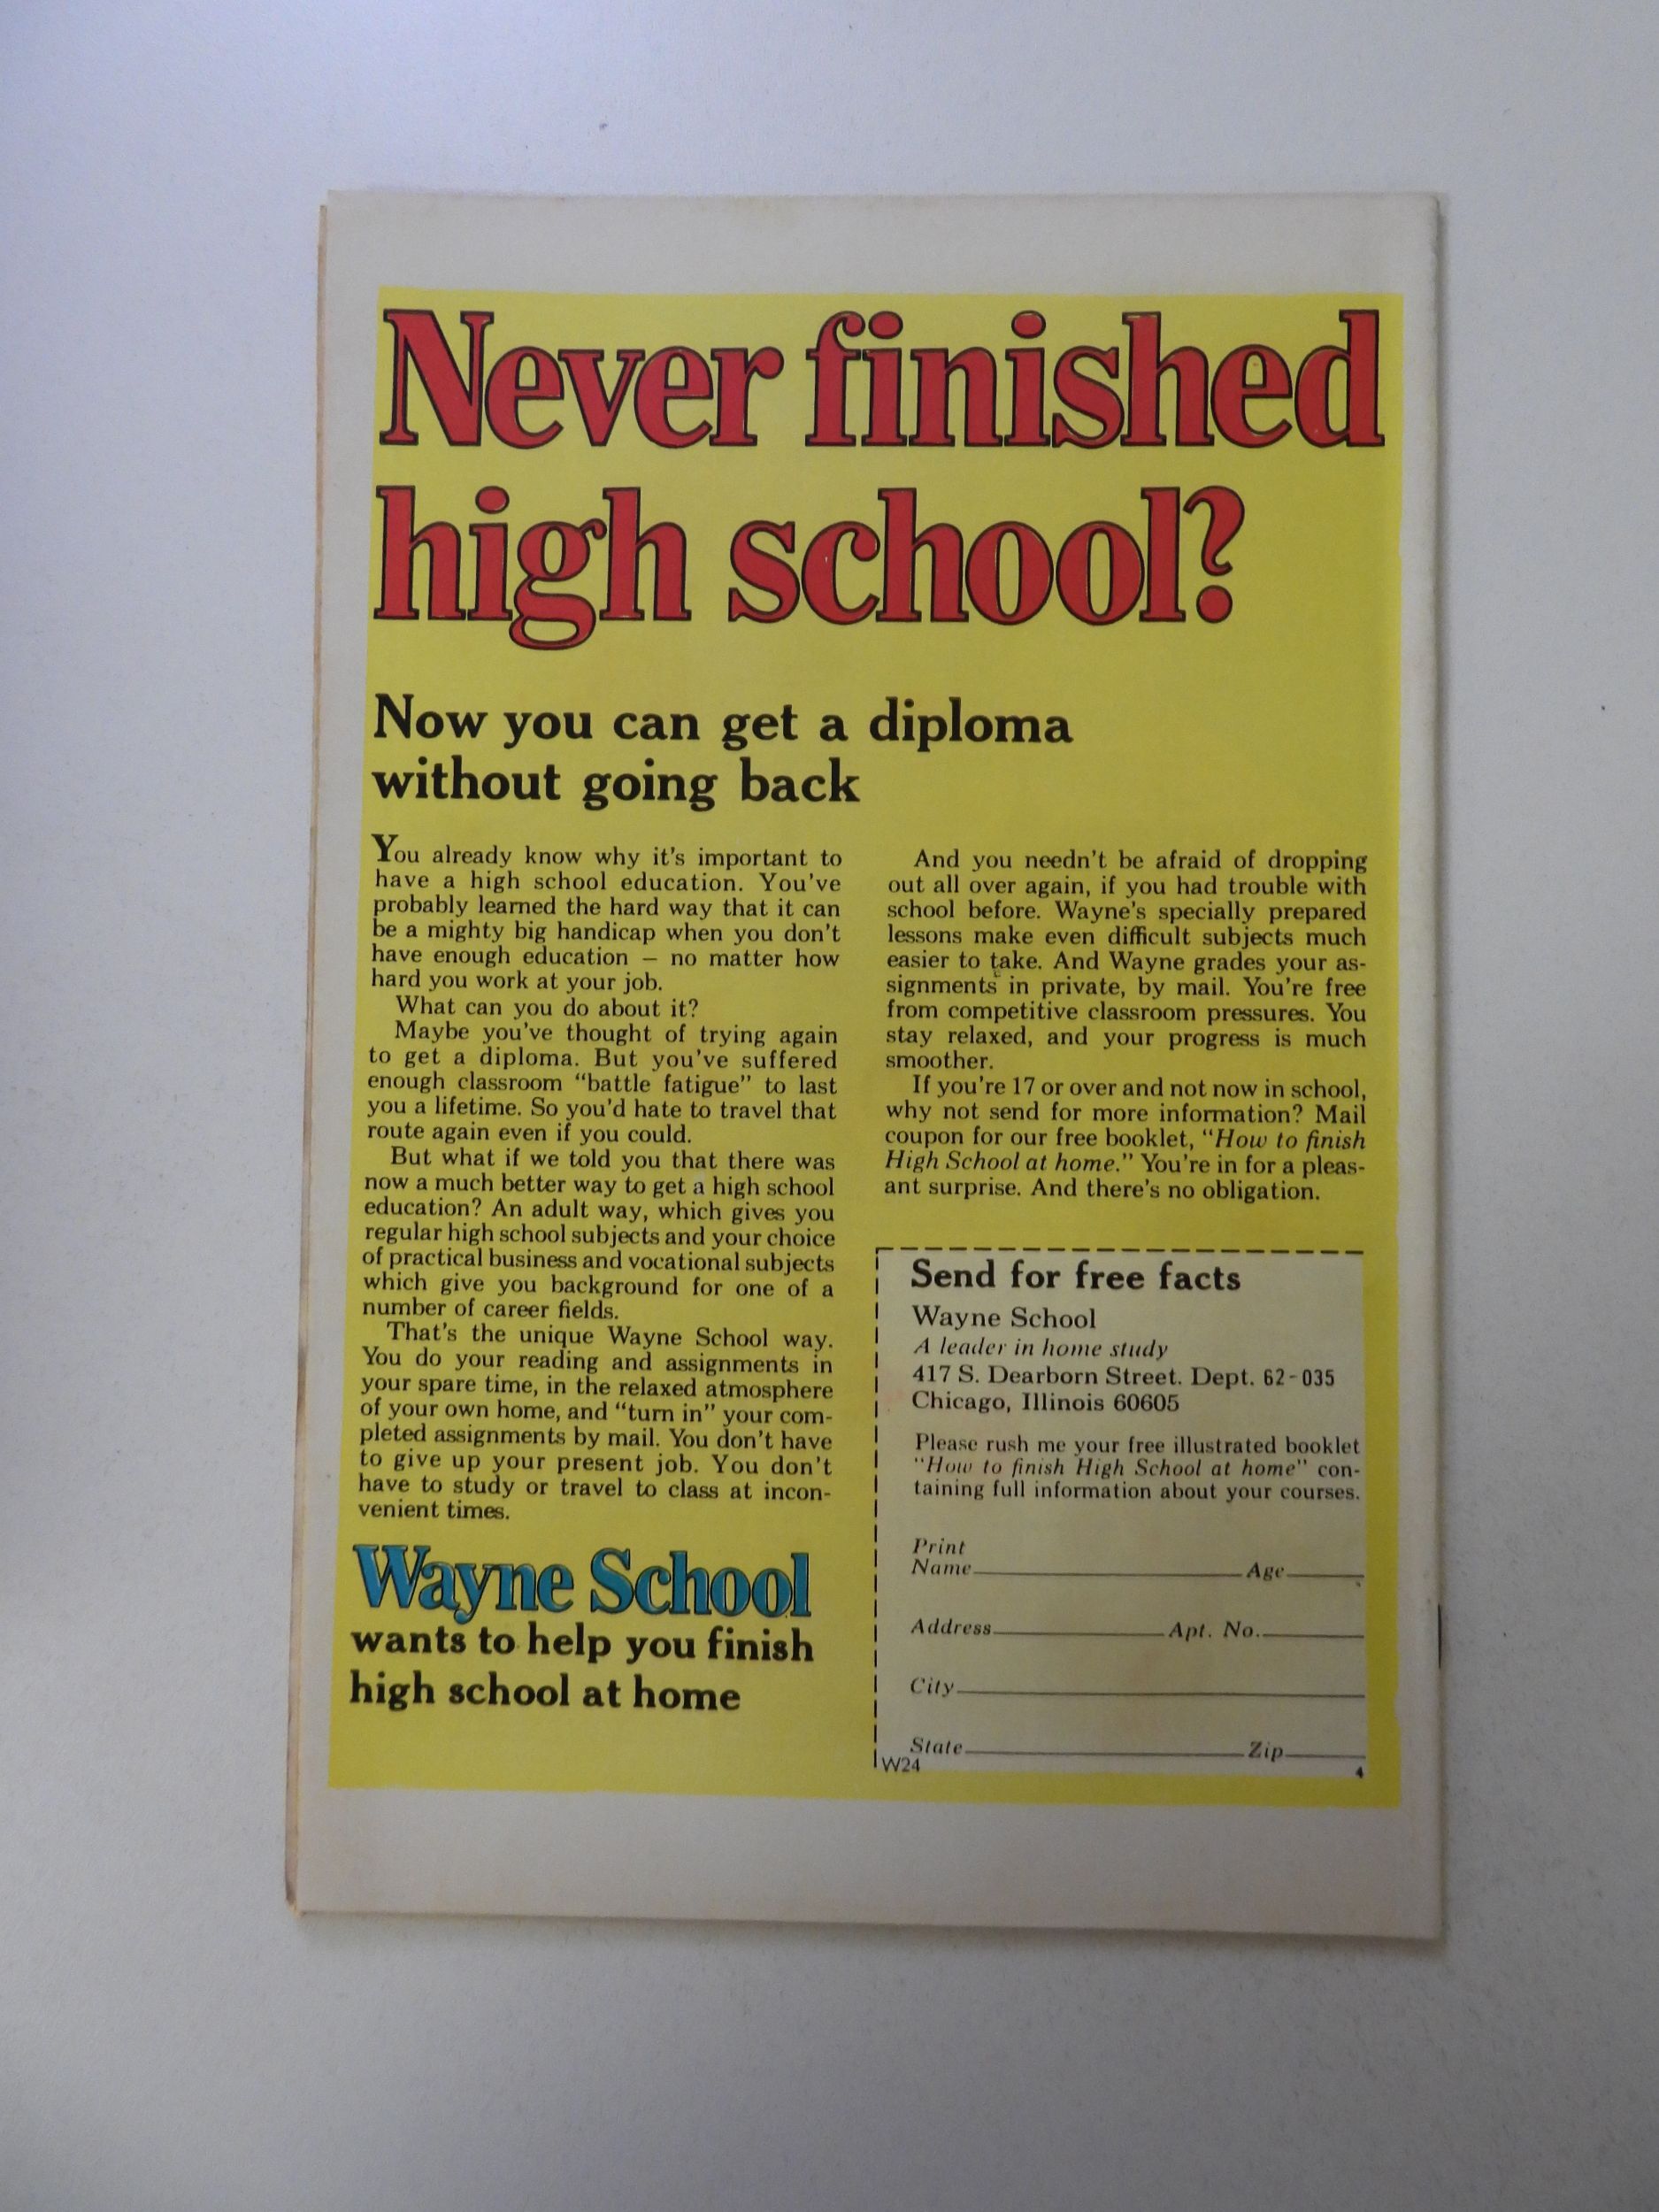 Never finished
high school?
Now you can get a diploma
without going back
You already know why it's important to
have a high school education. You've
probably learned the hard way that it can
be a mighty big handicap when you don't
have enough education — no matter how
hard you work at your job.
What can you do about it?
Maybe you've thought of trying again
to get a diploma. But you've suffered
enough classroom "battle fatigue" to last
you a lifetime. So you'd hate to travel that
route again even if you could.
But what if we told you that there was
now a much better way to get a high school
education? An adult way, which gives you
regular high school subjects and your choice
of practical business and vocational subjects
which give you background for one of a
number of career fields.
That's the unique Wayne School way.
You do your reading and assignments in
your spare time, in the relaxed atmosphere
of your own home, and "turn in" your com-
pleted assignments by mail. You don't have
to give up your present job. You don't
have to study or travel to class at incon-
venient times.
Wayne School
wants to help you finish
high school at home
And you needn't be afraid of dropping
out all over again, if you had trouble with
school before. Wayne's specially prepared
lessons make even difficult subjects much
easier to take. And Wayne grades your as-
signments in private, by mail. You're free
from competitive classroom pressures. You
stay relaxed, and your progress is much
smoother.
If you're 17 or over and not now in school,
why not send for more information? Mail
coupon for our free booklet, "How to finish
High School at home." You're in for a pleas-
ant surprise. And there's no obligation.
Send for free facts
Wayne School
A leader in home study
417 S. Dearborn Street. Dept. 62-035
Chicago, Illinois 60605
Please rush me your free illustrated booklet
"How to finish High School at home" con-
taining full information about your courses.
Print
Name Age
Address Apt. No.
City
State Zip
W24 4